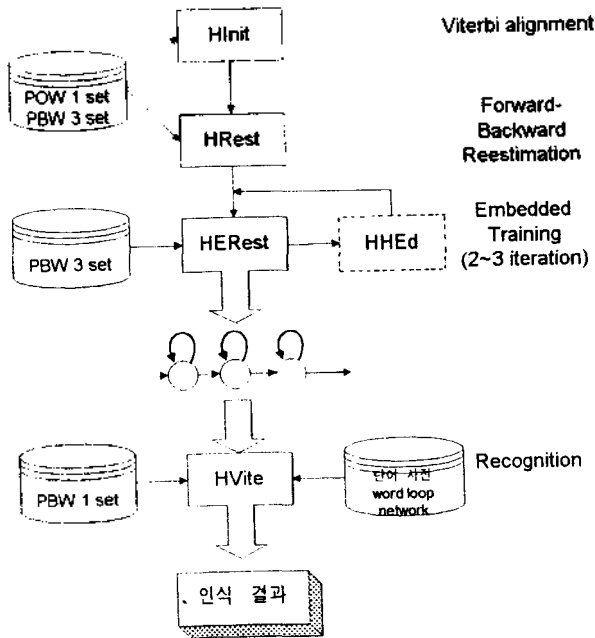 HInit
Viterbi alignment
POW 1 set
PBW 3 set
HRest
Forward-
Backward
Reestimation
PBW 3 set
HERest
HHEd
Embedded
Training
(2~3 iteration)
PBW 1 set
HVite
단어 사전
word loop
network
Recognition
인식 결과